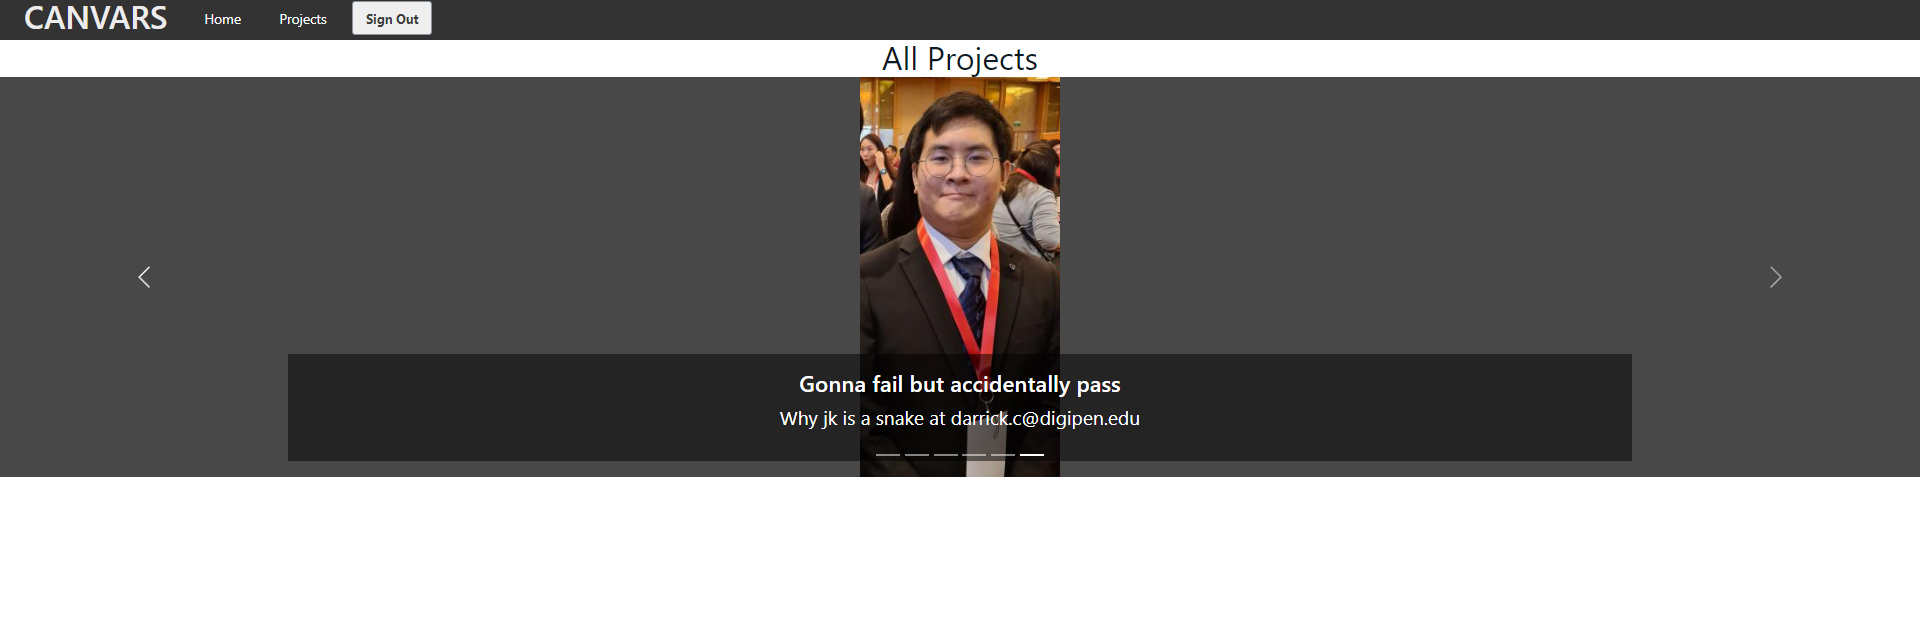 CANVARS Home Projects Sign Out
All Projects
Gonna fail but accidentally pass
Why jk is a snake at darrick.c@digipen.edu